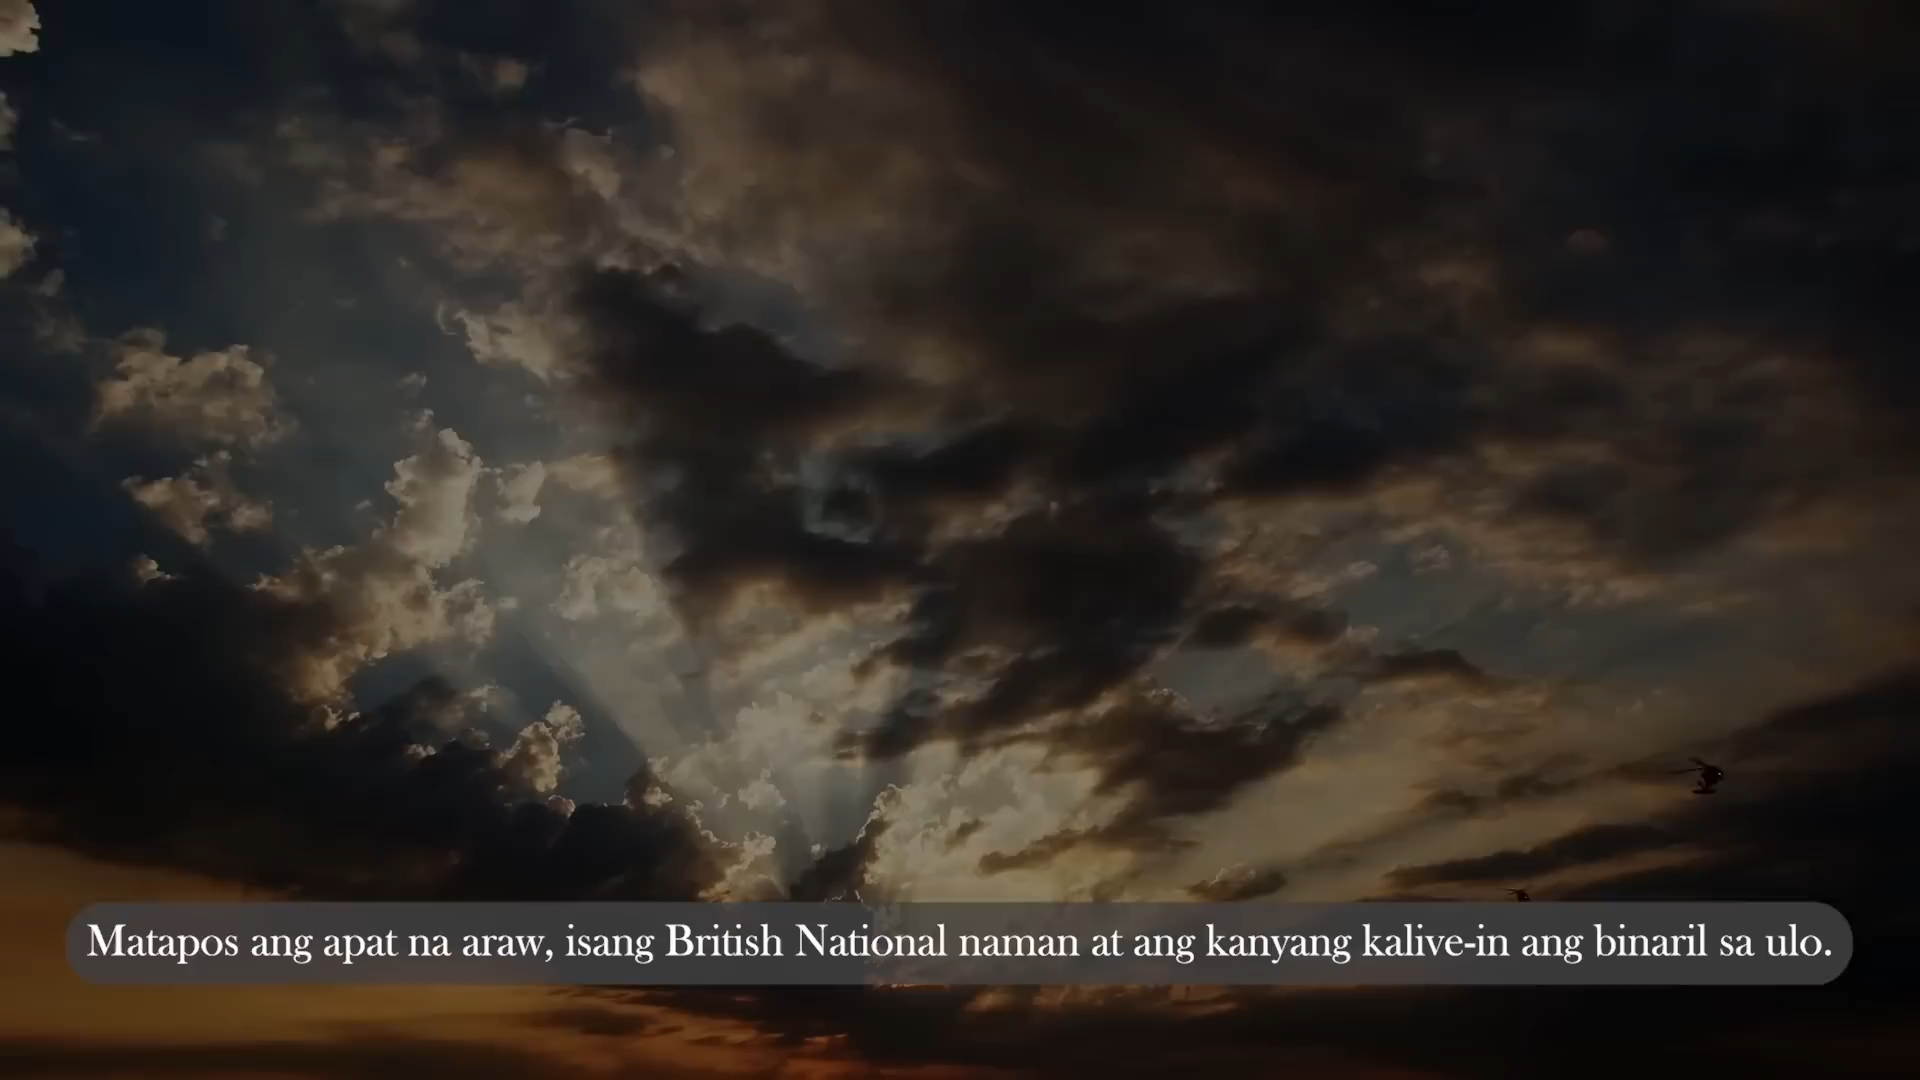 Matapos ang apat na araw, isang British National naman at ang kanyang kalive-in ang binaril sa ulo.